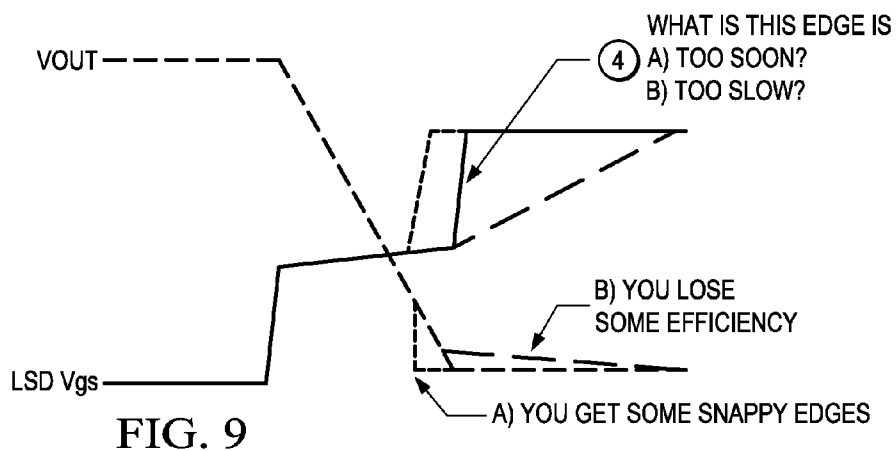 WHAT IS THIS EDGE IS
4 A) TOO SOON?
B) TOO SLOW?
VOUT
B) YOU LOSE
SOME EFFICIENCY
LSD Vgs
A) YOU GET SOME SNAPPY EDGES
FIG. 9